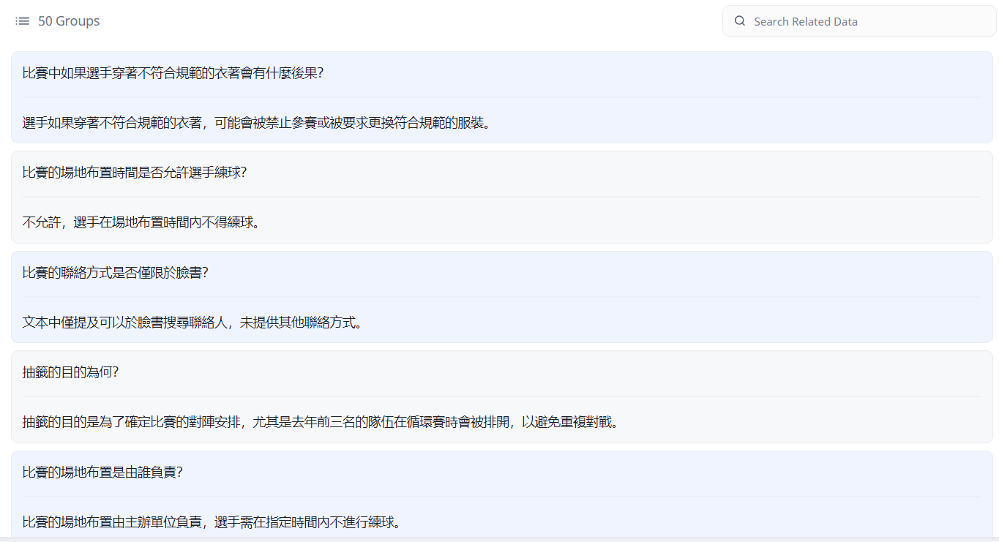 50 Groups
Search Related Data
比賽中如果選手穿著不符合規範的衣著會有什麼後果?
選手如果穿著不符合規範的衣著，可能會被禁止參賽或被要求更換符合規範的服裝。
比賽的場地布置時間是否允許選手練球?
不允許，選手在場地布置時間內不得練球。
比賽的聯絡方式是否僅限於臉書?
文本中僅提及可以於臉書搜尋聯絡人，未提供其他聯絡方式。
抽籤的目的為何?
抽籤的目的是為了確定比賽的對陣安排，尤其是去年前三名的隊伍在循環賽時會被排開，以避免重複對戰。
比賽的場地布置是由誰負責?
比賽的場地布置由主辦單位負責，選手需在指定時間內不進行練球。